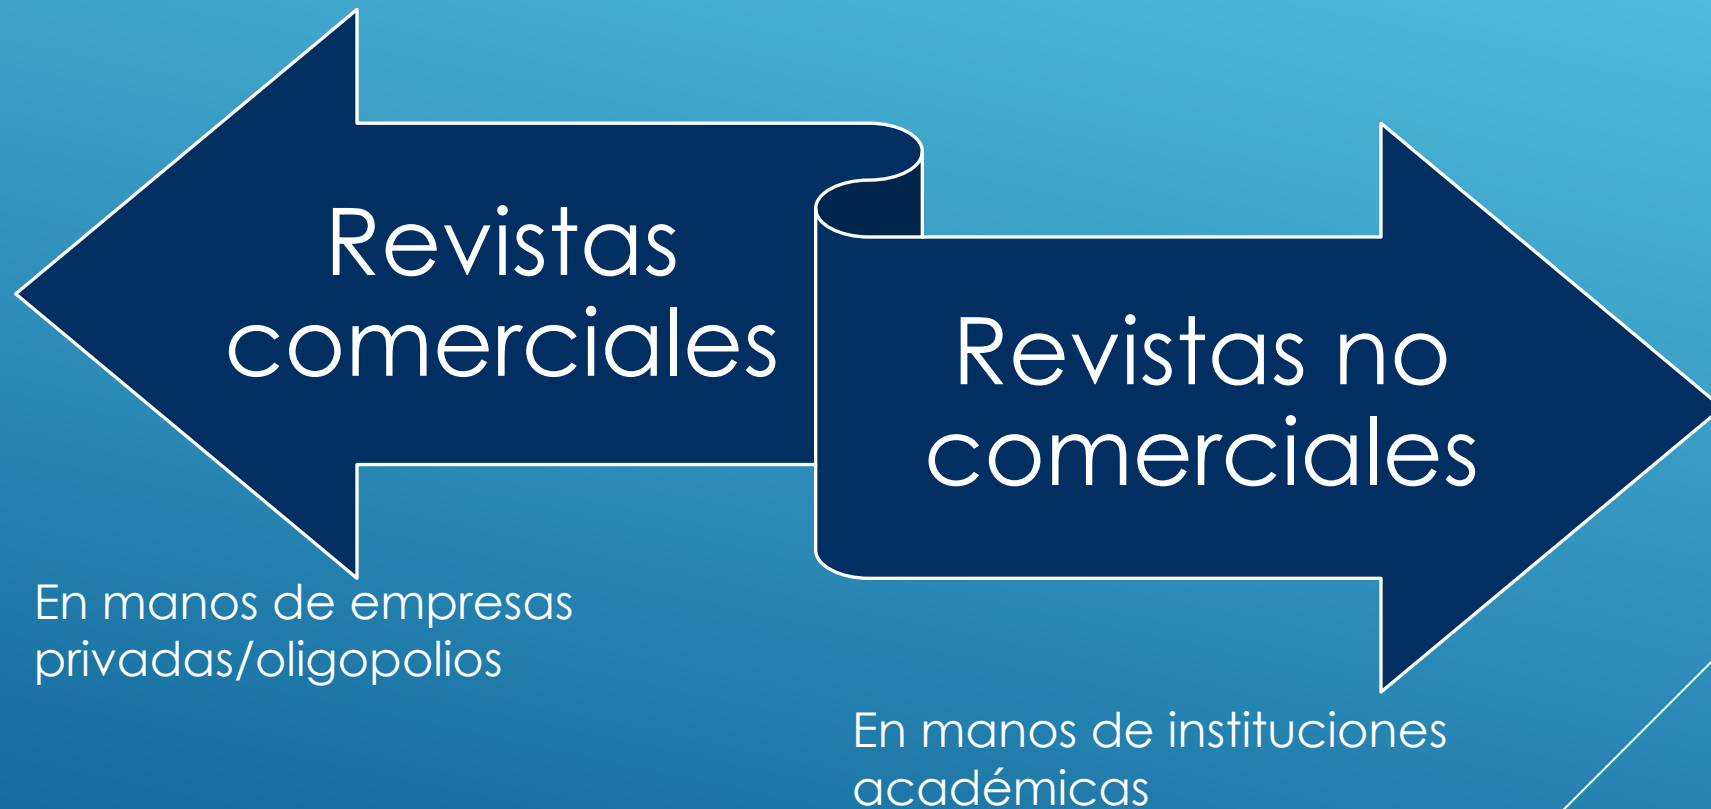 Revistas
comerciales
Revistas no
comerciales
En manos de empresas
privadas/oligopolios
En manos de instituciones
académicas